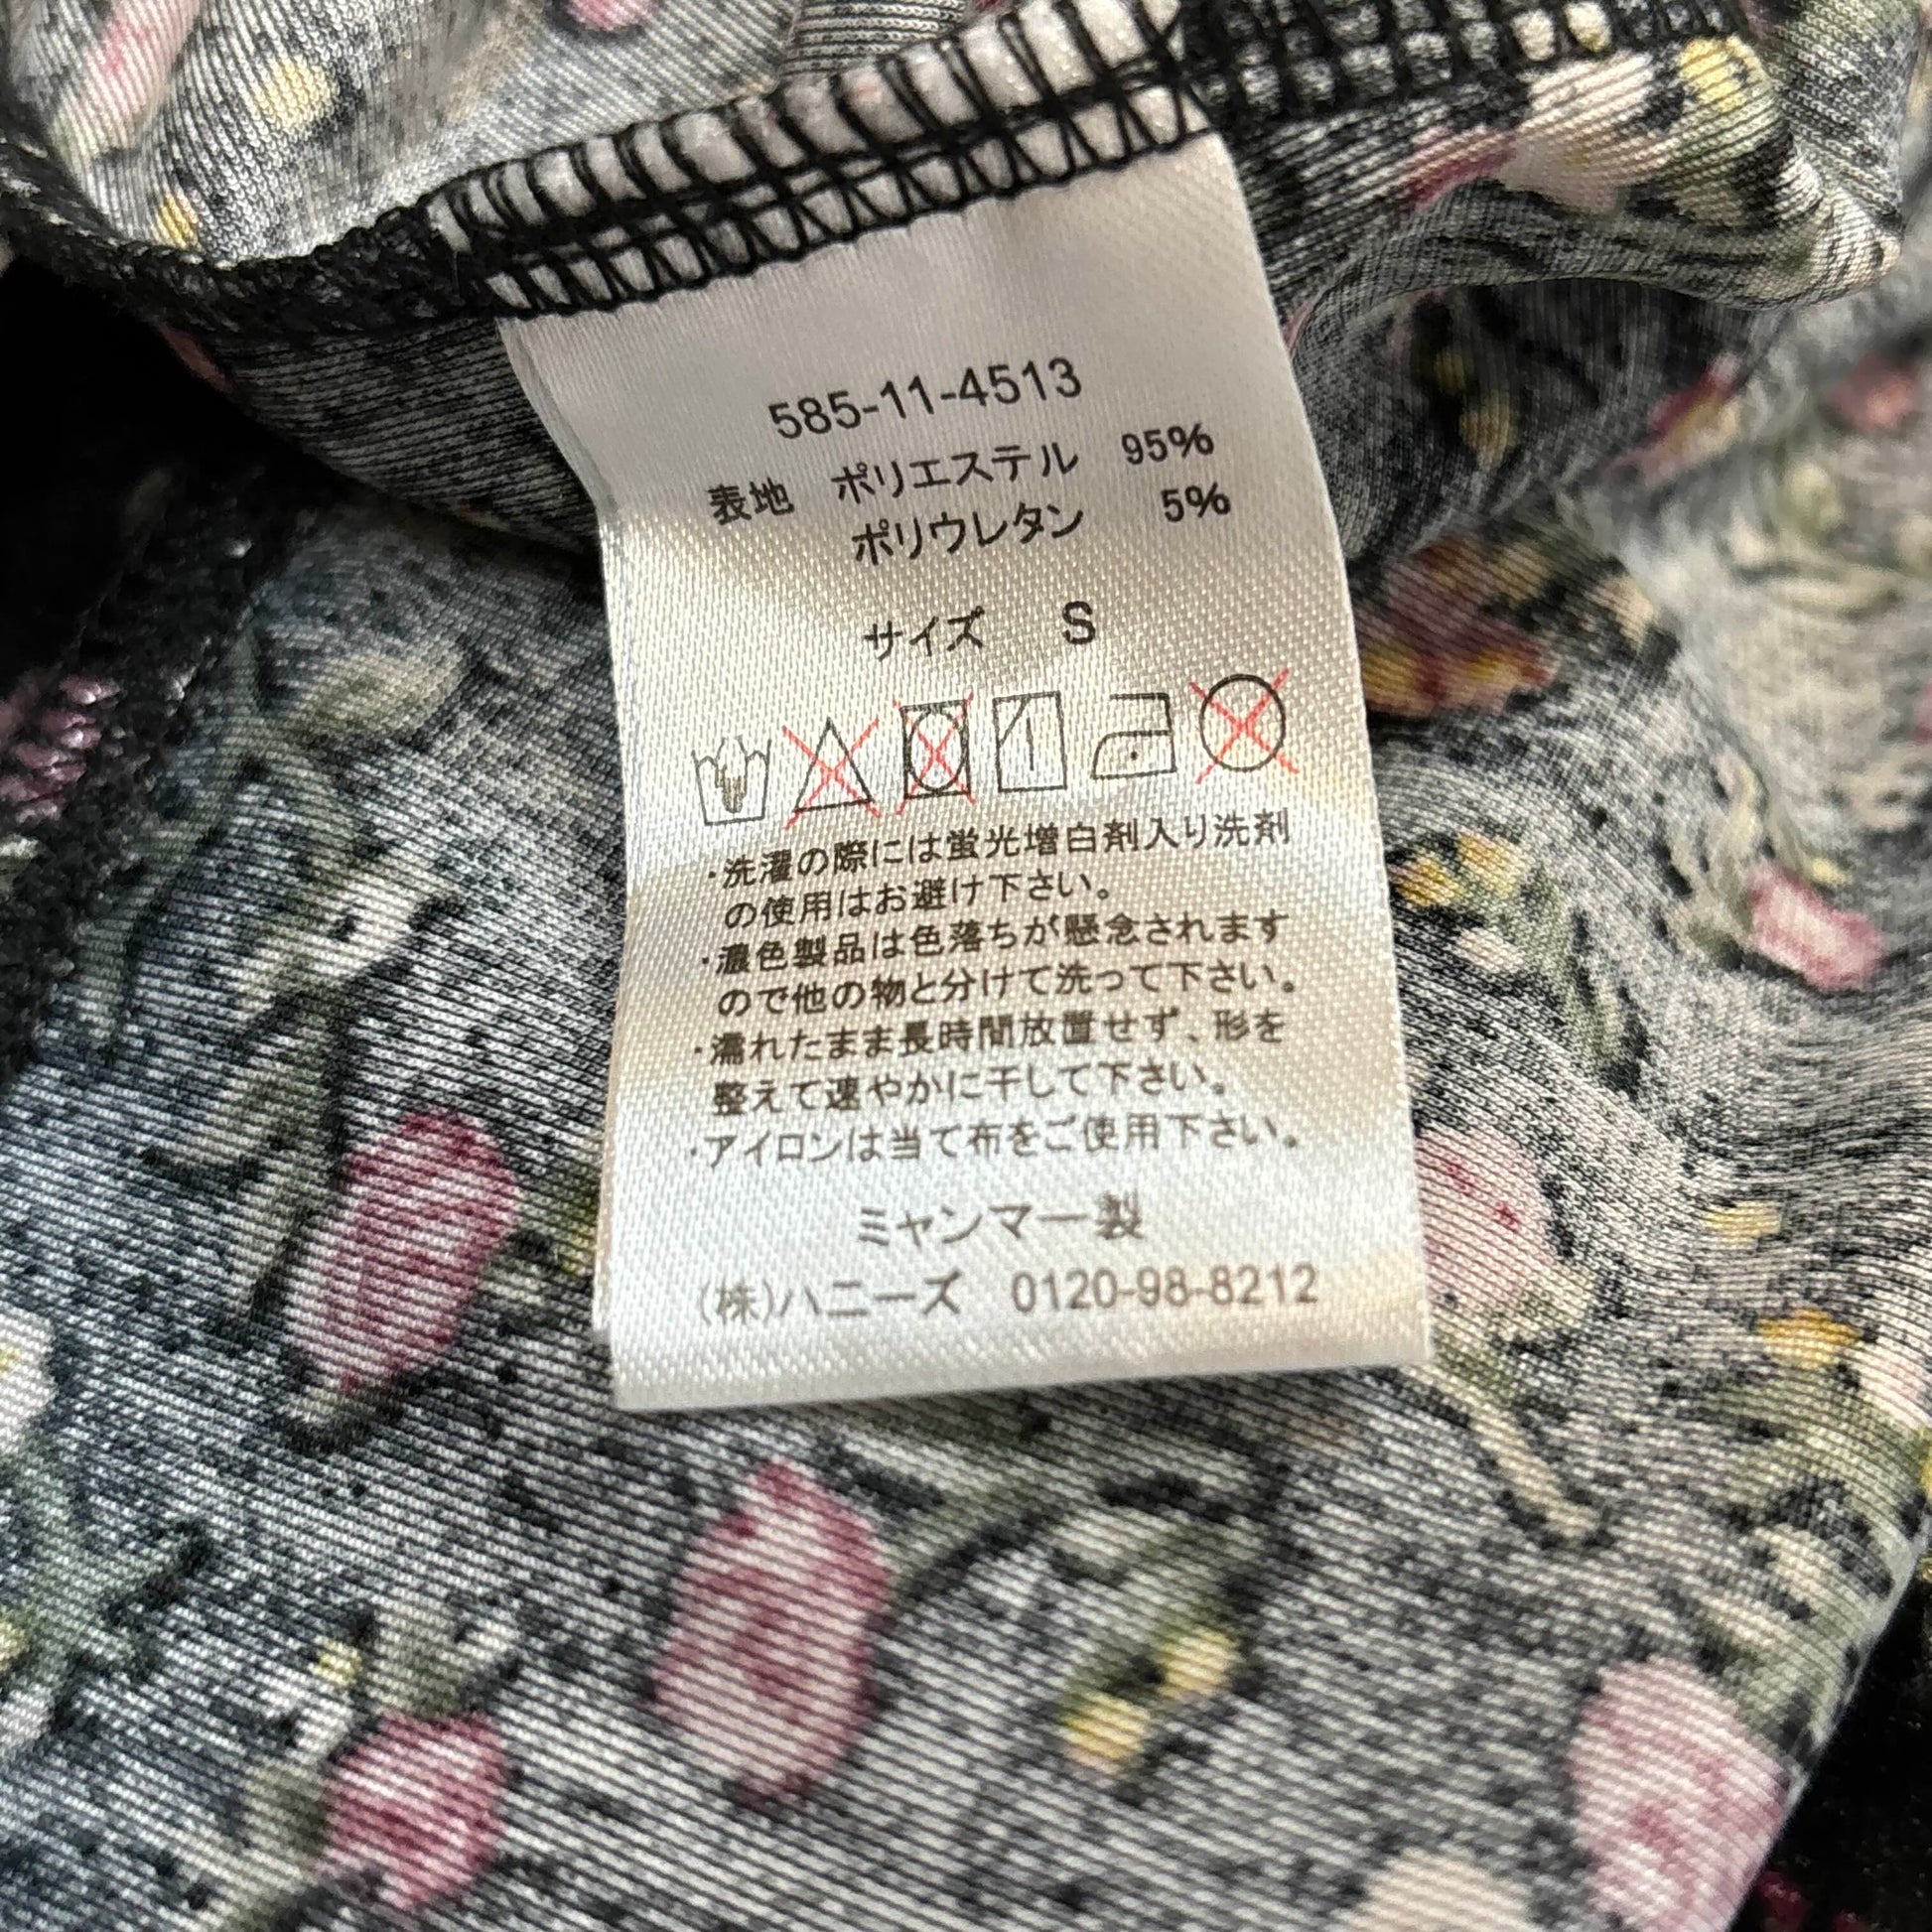 585-11-4513
表地 ポリエステル 95%
ポリウレタン 5%
サイズ S
・洗濯の際には蛍光増白剤入り洗剤
の使用はお避け下さい。
・濃色製品は色落ちが懸念されます
ので他の物と分けて洗って下さい。
・濡れたまま長時間放置せず、形を
整えて速やかに干して下さい。
・アイロンは当て布をご使用下さい。
ミャンマー製
(株)ハニーズ 0120-98-8212